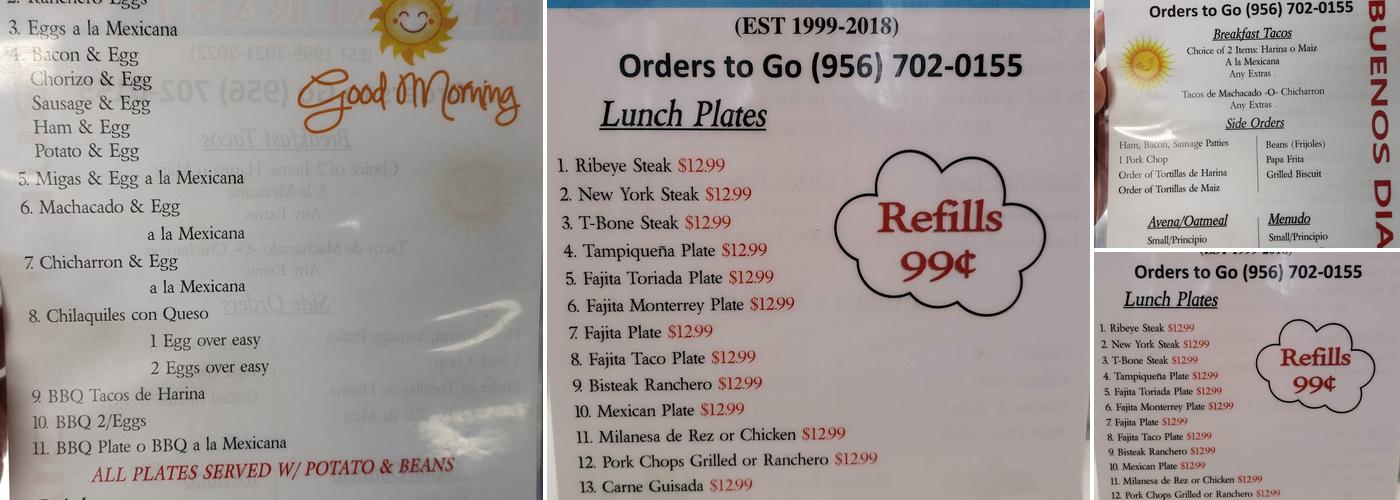 2. Ranchero Eggs
3. Eggs a la Mexicana
4. Bacon & Egg
Chorizo & Egg
Sausage & Egg
Ham & Egg
Potato & Egg
5. Migas & Egg a la Mexicana
6. Machacado & Egg
a la Mexicana
7. Chicharron & Egg
a la Mexicana
8. Chilaquiles con Queso
1 Egg over easy
2 Eggs over easy
9. BBQ Tacos de Harina
10. BBQ 2/Eggs
11. BBQ Plate o BBQ a la Mexicana
ALL PLATES SERVED W/ POTATO & BEANS
Good Morning
(EST 1999-2018)
Orders to Go (956) 702-0155
Lunch Plates
1. Ribeye Steak $12.99
2. New York Steak $12.99
3. T-Bone Steak $12.99
4. Tampiqueña Plate $12.99
5. Fajita Toriada Plate $12.99
6. Fajita Monterrey Plate $12.99
7. Fajita Plate $12.99
8. Fajita Taco Plate $12.99
9. Bisteak Ranchero $12.99
10. Mexican Plate $12.99
11. Milanesa de Rez or Chicken $12.99
12. Pork Chops Grilled or Ranchero $12.99
13. Carne Guisada $12.99
Refills
99¢
Orders to Go (956) 702-0155
Breakfast Tacos
Choice of 2 Items: Harina o Maiz
A la Mexicana
Any Extras .
Tacos de Machacado -O- Chicharron
Any Extras .
Side Orders
Ham, Bacon, Sausage Patties
1 Pork Chop
Order of Tortillas de Harina
Order of Tortillas de Maiz
Beans (Frijoles)
Papa Frita
Grilled Biscuit
Avena/Oatmeal
Small/Principio
Menudo
Small/Principio
BUENOS DIA
(EST 1999-2018)
Orders to Go (956) 702-0155
Lunch Plates
1. Ribeye Steak $12.99
2. New York Steak $12.99
3. T-Bone Steak $12.99
4. Tampiqueña Plate $12.99
5. Fajita Toriada Plate $12.99
6. Fajita Monterrey Plate $12.99
7. Fajita Plate $12.99
8. Fajita Taco Plate $12.99
9. Bisteak Ranchero $12.99
10. Mexican Plate $12.99
11. Milanesa de Rez or Chicken $12.99
12. Pork Chops Grilled or Ranchero $12.99
Refills
99¢